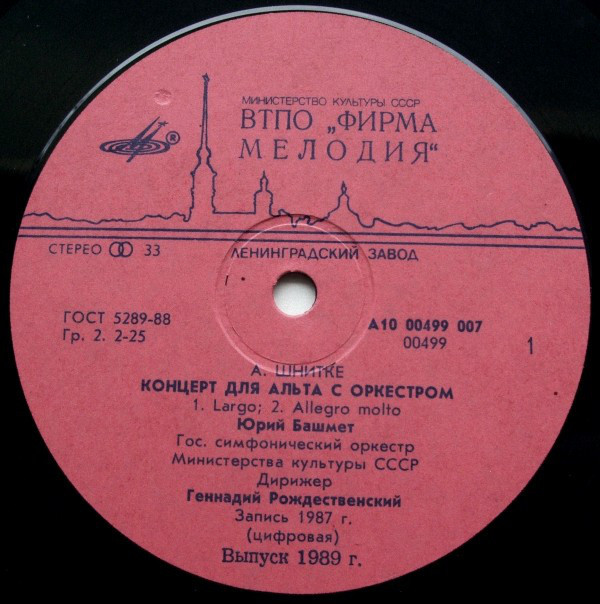 МИНИСТЕРСТВО КУЛЬТУРЫ СССР
ВТПО „ФИРМА
МЕЛОДИЯ“
®
СТЕРЕО 33
ЛЕНИНГРАДСКИЙ ЗАВОД
ГОСТ 5289-88
Гр. 2. 2-25
А10 00499 007
00499
1
А. ШНИТКЕ
КОНЦЕРТ ДЛЯ АЛЬТА С ОРКЕСТРОМ
1. Largo; 2. Allegro molto
Юрий Башмет
Гос. симфонический оркестр
Министерства культуры СССР
Дирижер
Геннадий Рождественский
Запись 1987 г.
(цифровая)
Выпуск 1989 г.